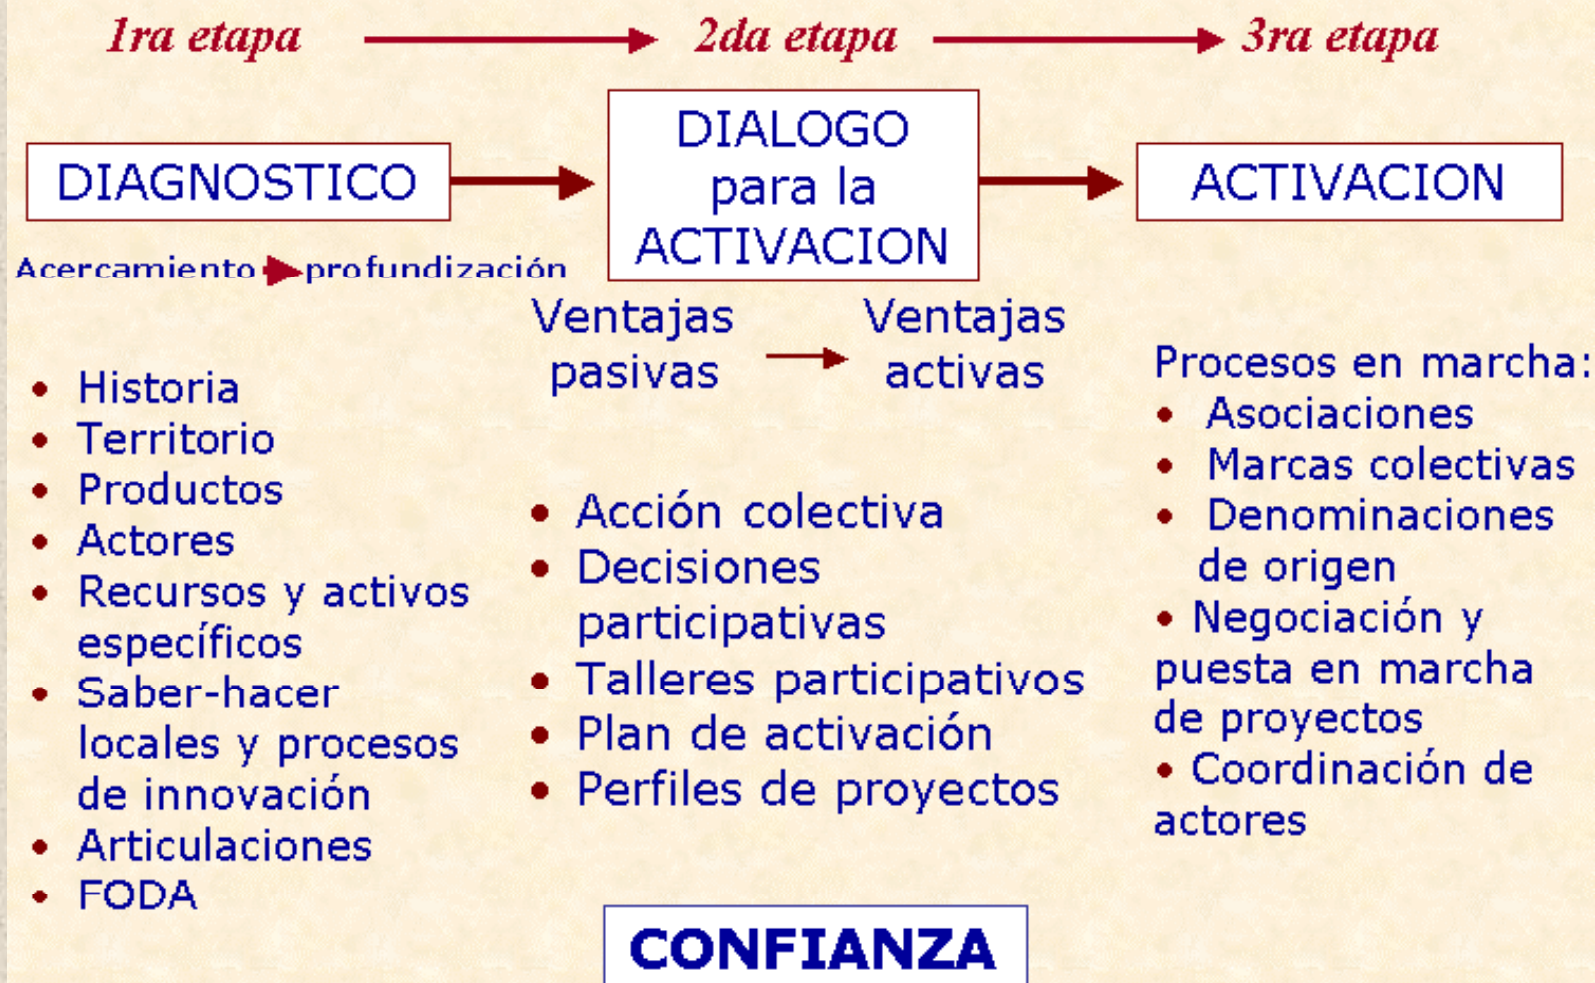 1ra etapa
2da etapa
3ra etapa
DIAGNOSTICO
DIALOGO
para la
ACTIVACION
ACTIVACION
Acercamiento
profundización
• Historia
• Territorio
• Productos
• Actores
• Recursos y activos
específicos
• Saber-hacer
locales y procesos
de innovación
• Articulaciones
• FODA
Ventajas
pasivas
Ventajas
activas
• Acción colectiva
• Decisiones
participativas
• Talleres participativos
• Plan de activación
• Perfiles de proyectos
Procesos en marcha:
• Asociaciones
• Marcas colectivas
• Denominaciones
de origen
• Negociación y
puesta en marcha
de proyectos
• Coordinación de
actores
CONFIANZA